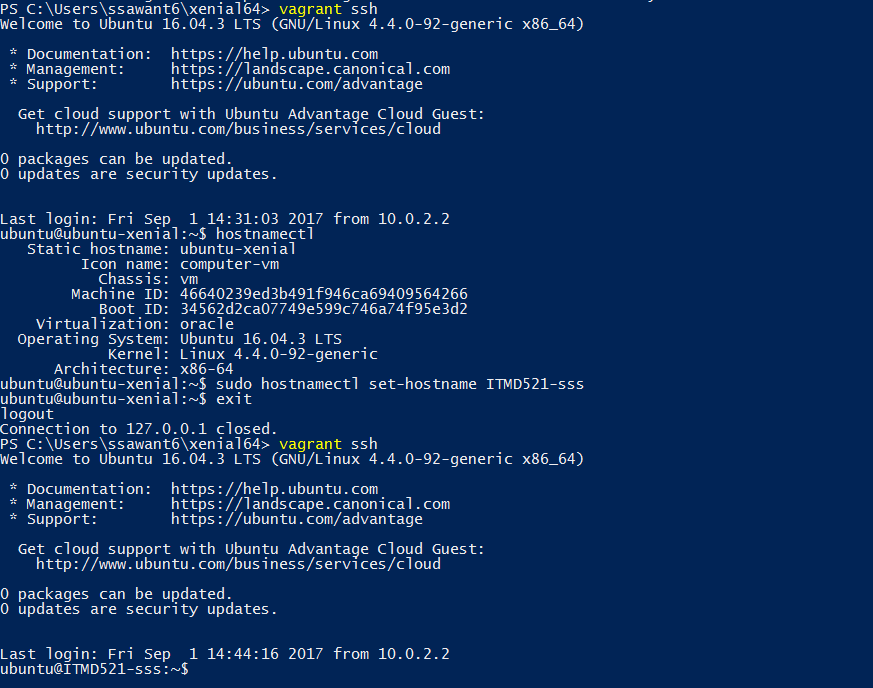 PS C:\Users\ssawant6\xenial64> vagrant ssh
Welcome to Ubuntu 16.04.3 LTS (GNU/Linux 4.4.0-92-generic x86_64)
* Documentation: https://help.ubuntu.com
* Management: https://landscape.canonical.com
* Support: https://ubuntu.com/advantage
Get cloud support with Ubuntu Advantage Cloud Guest:
http://www.ubuntu.com/business/services/cloud
0 packages can be updated.
0 updates are security updates.
Last login: Fri Sep 1 14:31:03 2017 from 10.0.2.2
ubuntu@ubuntu-xenial:~$ hostnamectl
Static hostname: ubuntu-xenial
Icon name: computer-vm
Chassis: vm
Machine ID: 46640239ed3b491f946ca69409564266
Boot ID: 34562d2ca07749e599c746a74f95e3d2
Virtualization: oracle
Operating System: Ubuntu 16.04.3 LTS
Kernel: Linux 4.4.0-92-generic
Architecture: x86-64
ubuntu@ubuntu-xenial:~$ sudo hostnamectl set-hostname ITMD521-sss
ubuntu@ubuntu-xenial:~$ exit
logout
Connection to 127.0.0.1 closed.
PS C:\Users\ssawant6\xenial64> vagrant ssh
Welcome to Ubuntu 16.04.3 LTS (GNU/Linux 4.4.0-92-generic x86_64)
* Documentation: https://help.ubuntu.com
* Management: https://landscape.canonical.com
* Support: https://ubuntu.com/advantage
Get cloud support with Ubuntu Advantage Cloud Guest:
http://www.ubuntu.com/business/services/cloud
0 packages can be updated.
0 updates are security updates.
Last login: Fri Sep 1 14:44:16 2017 from 10.0.2.2
ubuntu@ITMD521-sss:~$